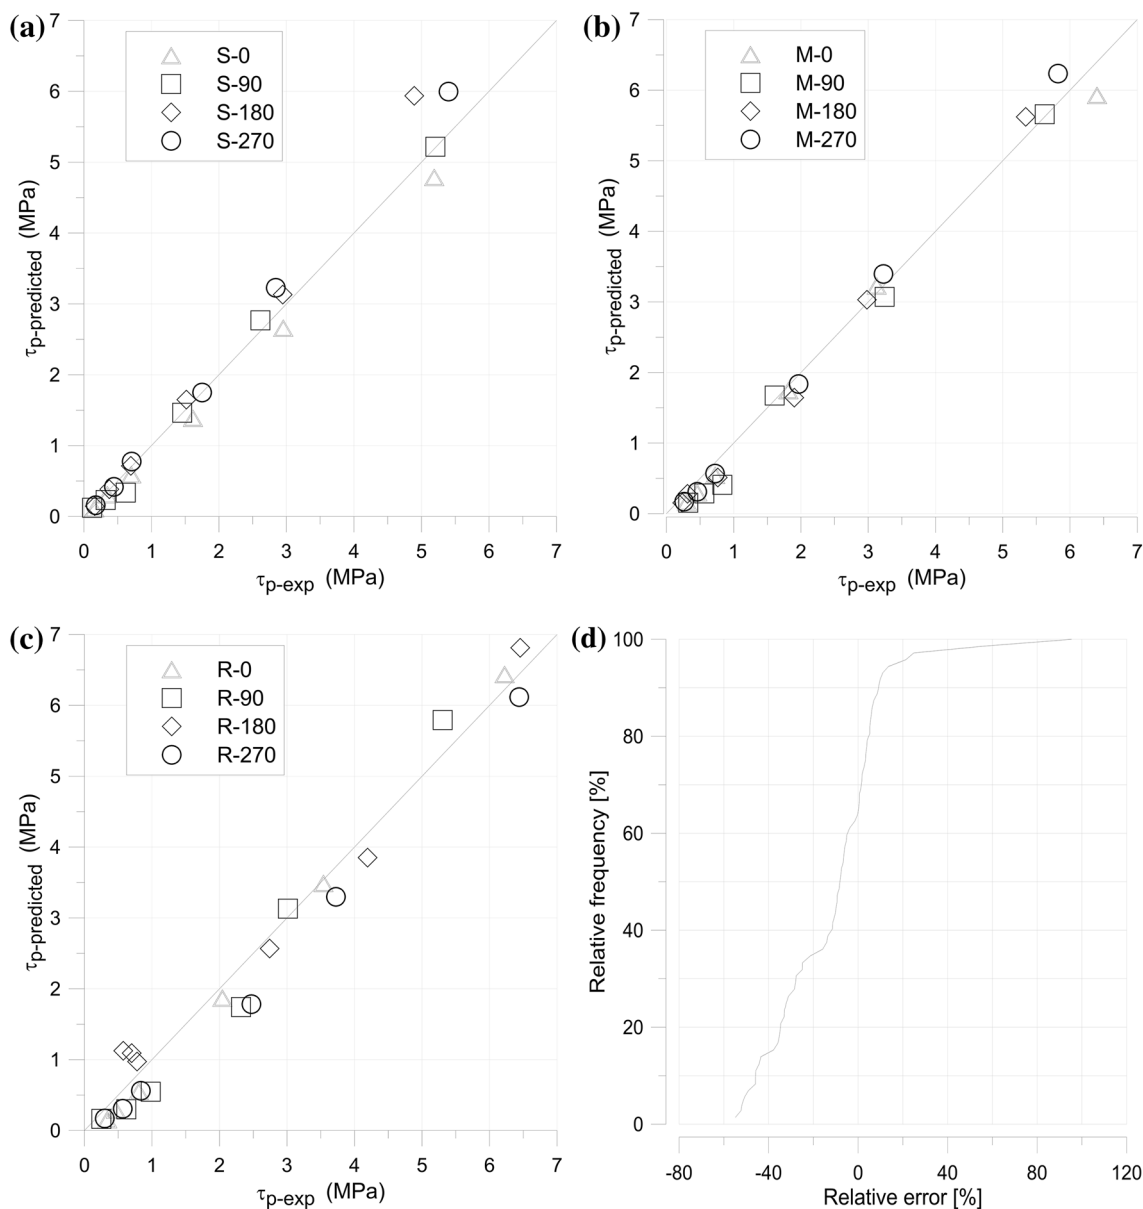 (a)
7
6
5
4
3
2
1
0
τp-predicted (MPa)
S-0
S-90
S-180
S-270
0 1 2 3 4 5 6 7
τp-exp (MPa)
(b)
7
6
5
4
3
2
1
0
τp-predicted (MPa)
M-0
M-90
M-180
M-270
0 1 2 3 4 5 6 7
τp-exp (MPa)
(c)
7
6
5
4
3
2
1
0
τp-predicted (MPa)
R-0
R-90
R-180
R-270
0 1 2 3 4 5 6 7
τp-exp (MPa)
(d)
100
80
60
40
20
0
Relative frequency [%]
-80 -40 0 40 80 120
Relative error [%]